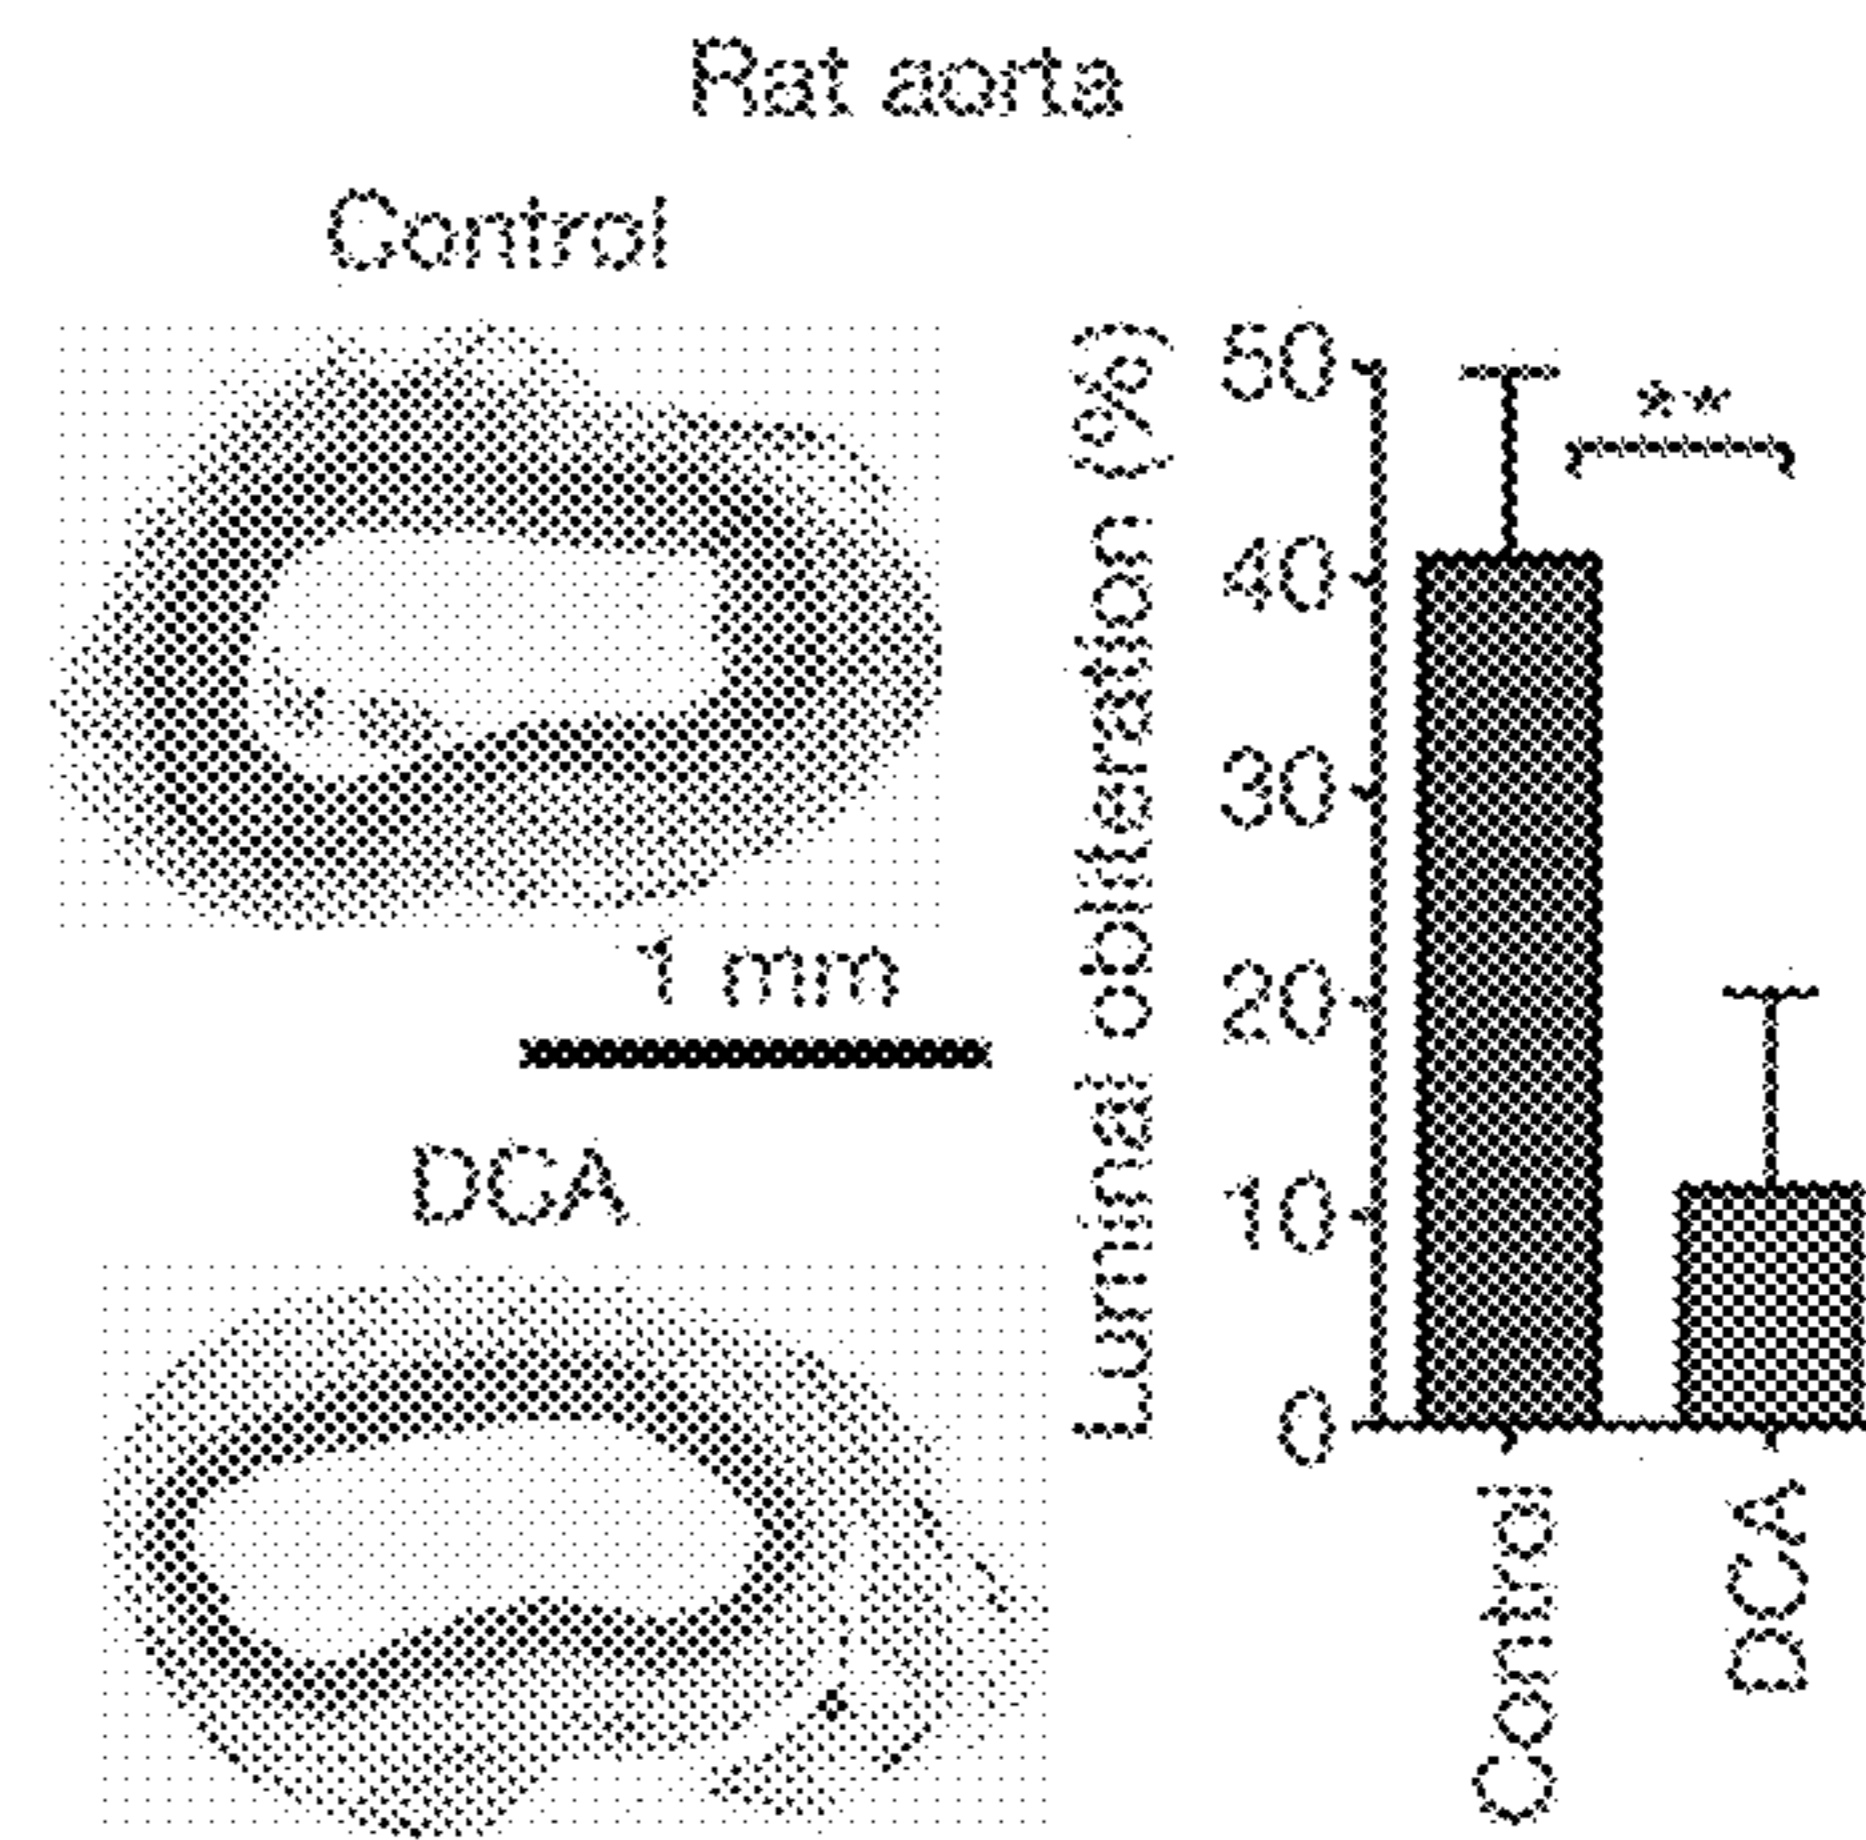 Rat aorta
Control
1 mm
DCA
Luminal obliteration (%)
50
40
30
20
10
0
**
Control
DCA